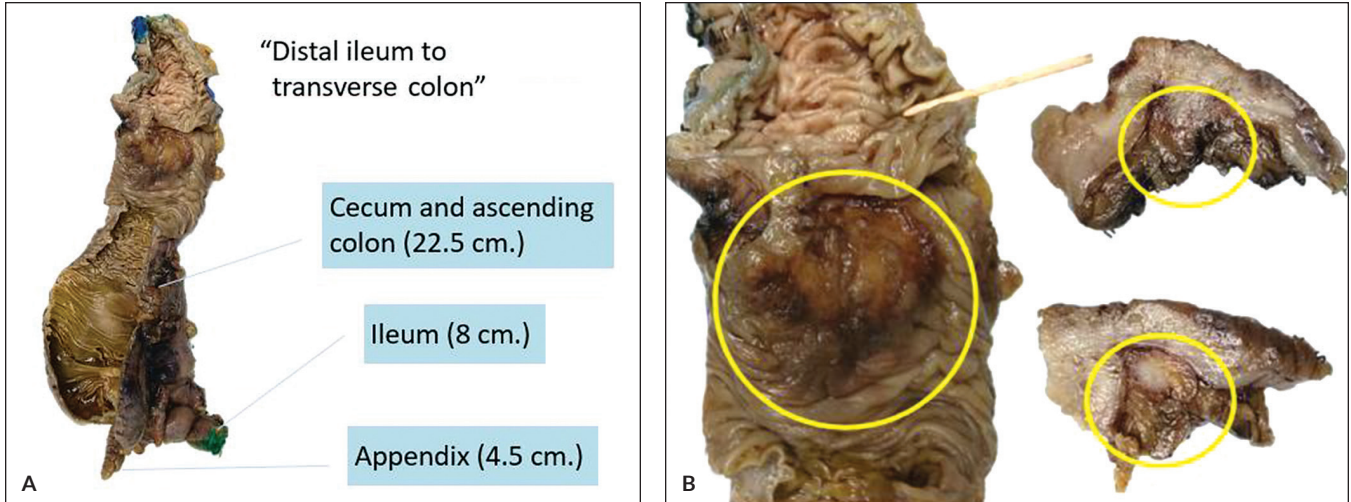 “Distal ileum to
transverse colon”
Cecum and ascending
colon (22.5 cm.)
Ileum (8 cm.)
Appendix (4.5 cm.)
A
B